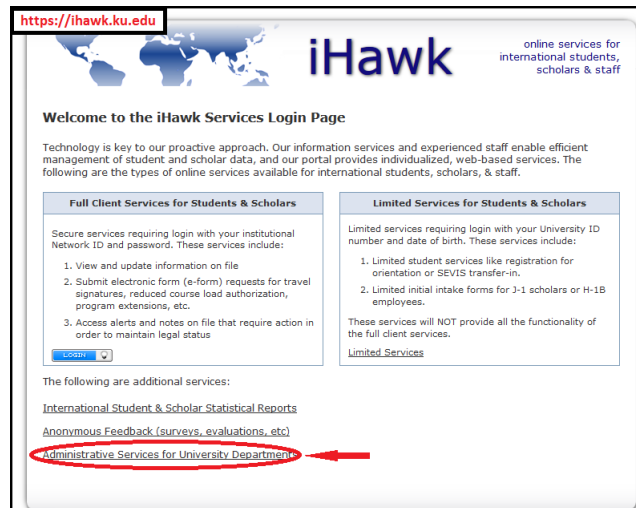 https://ihawk.ku.edu
iHawk
online services for
international students,
scholars & staff
Welcome to the iHawk Services Login Page
Technology is key to our proactive approach. Our information services and experienced staff enable efficient
management of student and scholar data, and our portal provides individualized, web-based services. The
following are the types of online services available for international students, scholars, & staff.
Full Client Services for Students & Scholars
Secure services requiring login with your institutional
Network ID and password. These services include:
1. View and update information on file
2. Submit electronic form (e-form) requests for travel
signatures, reduced course load authorization,
program extensions, etc.
3. Access alerts and notes on file that require action in
order to maintain legal status
LOGIN
Limited Services for Students & Scholars
Limited services requiring login with your University ID
number and date of birth. These services include:
1. Limited student services like registration for
orientation or SEVIS transfer-in.
2. Limited initial intake forms for J-1 scholars or H-1B
employees.
These services will NOT provide all the functionality of
the full client services.
Limited Services
The following are additional services:
International Student & Scholar Statistical Reports
Anonymous Feedback (surveys, evaluations, etc)
Administrative Services for University Departments